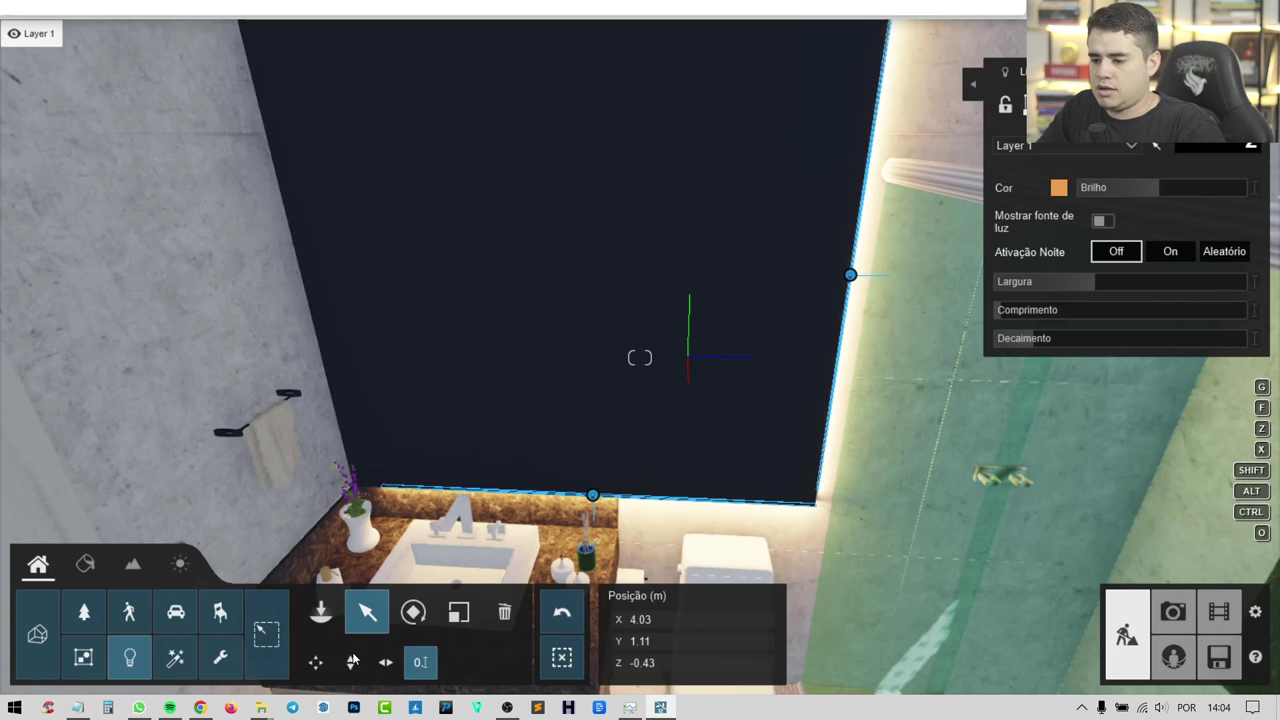 Layer 1
Layer 1
Cor
Brilho
Mostrar fonte de
luz
Ativação Noite
Off
On
Aleatório
Largura
Comprimento
Decaimento
G
F
Z
X
SHIFT
ALT
CTRL
O
Posição (m)
X 4.03
Y 1.11
Z -0.43
POR
14:04